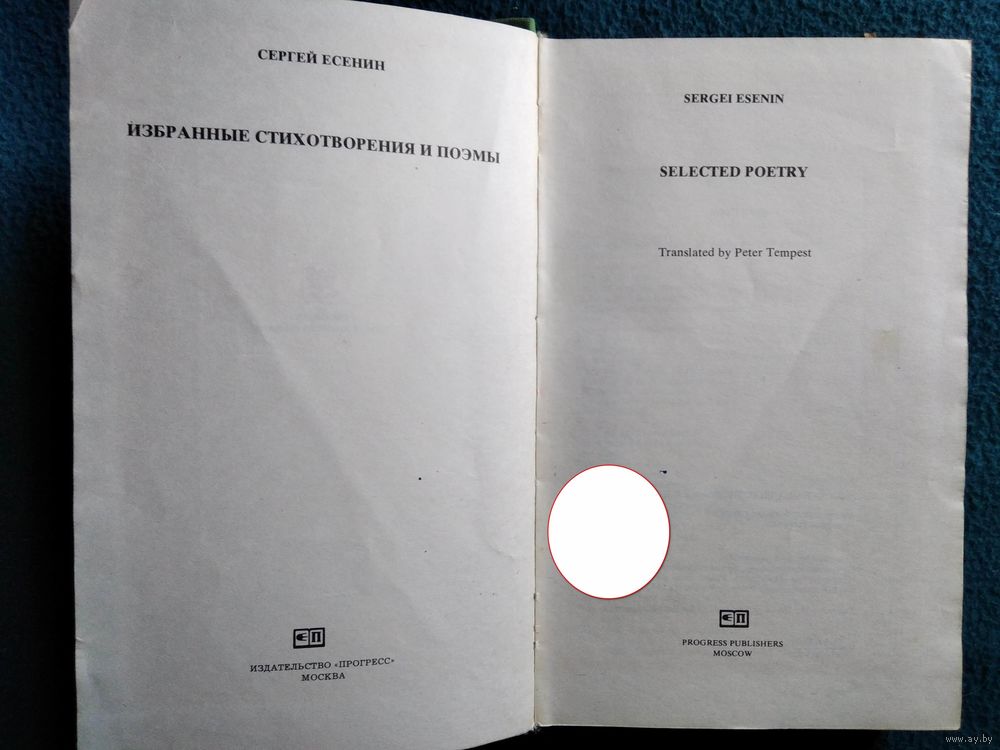 СЕРГЕЙ ЕСЕНИН
ИЗБРАННЫЕ СТИХОТВОРЕНИЯ И ПОЭМЫ
ИЗДАТЕЛЬСТВО «ПРОГРЕСС»
МОСКВА
SERGEI ESENIN
SELECTED POETRY
Translated by Peter Tempest
PROGRESS PUBLISHERS
MOSCOW
www.ay.by